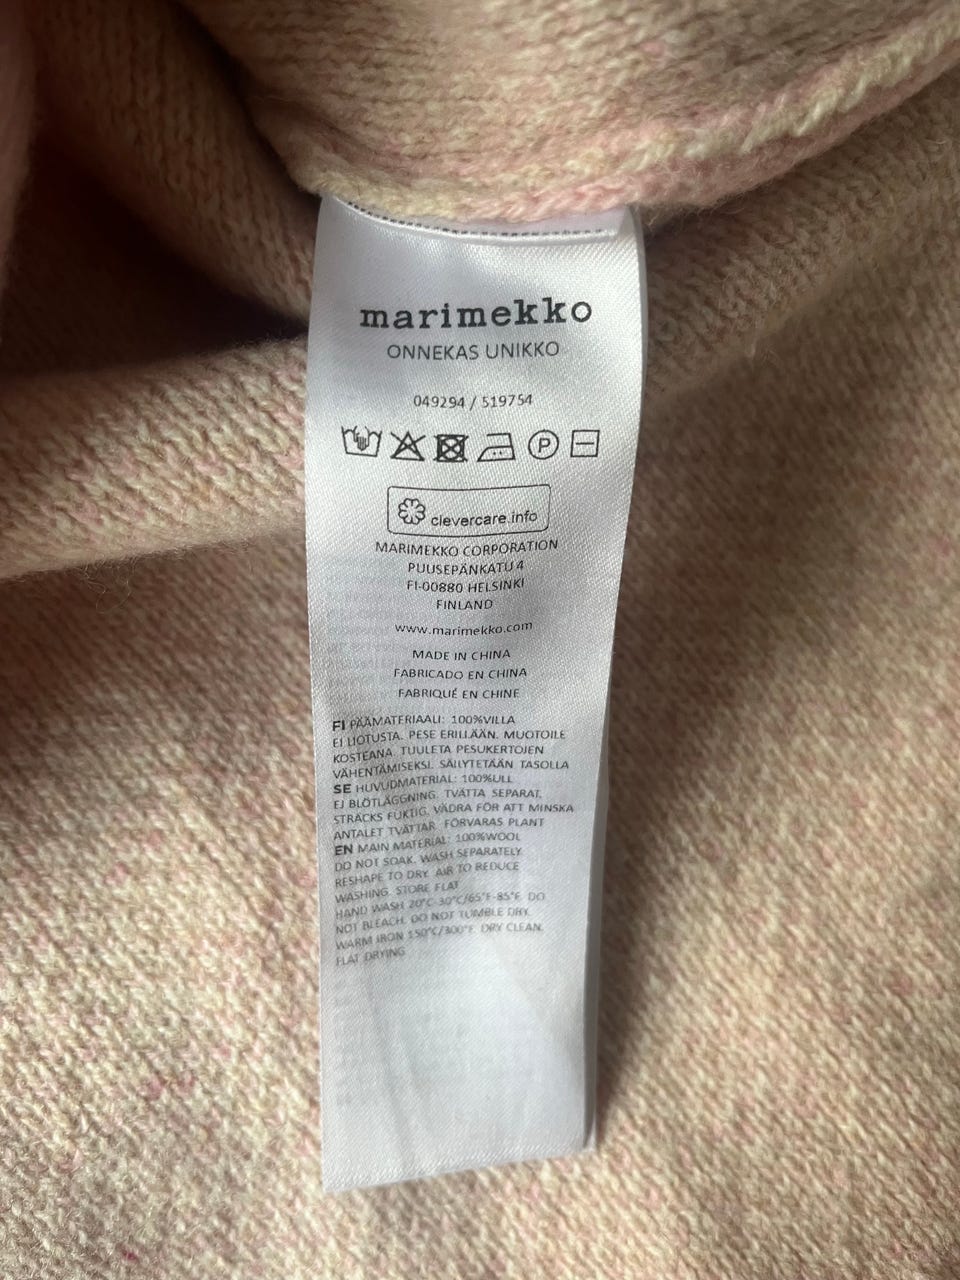 marimekko
ONNEKAS UNIKKO
049294 / 519754
P
clevercare.info
MARIMEKKO CORPORATION
PUUSEPÄNKATU 4
FI-00880 HELSINKI
FINLAND
www.marimekko.com
MADE IN CHINA
FABRICADO EN CHINA
FABRIQUÉ EN CHINE
FI PÄÄMATERIAALI: 100%VILLA
EI LIOTUSTA. PESE ERILLÄÄN. MUOTOILE
KOSTEANA. TUULETA PESUKERTOJEN
VÄHENTÄMISEKSI. SÄILYTETÄÄN TASOLLA
SE HUVUDMATERIAL: 100%ULL
EJ BLÖTLÄGGNING. TVÄTTA SEPARAT.
STRÄCKS FUKTIG. VÄDRA FÖR ATT MINSKA
ANTALET TVÄTTAR. FÖRVARAS PLANT
EN MAIN MATERIAL: 100%WOOL
DO NOT SOAK. WASH SEPARATELY.
RESHAPE TO DRY. AIR TO REDUCE
WASHING. STORE FLAT
HAND WASH 20°C-30°C/65°F-85°F. DO
NOT BLEACH. DO NOT TUMBLE DRY.
WARM IRON 150°C/300°F. DRY CLEAN.
FLAT DRYING